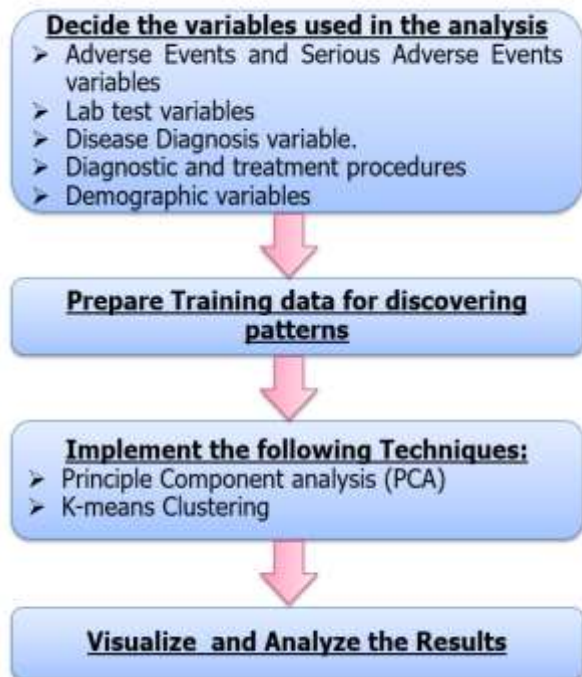 Decide the variables used in the analysis
➤ Adverse Events and Serious Adverse Events
variables
➤ Lab test variables
➤ Disease Diagnosis variable.
➤ Diagnostic and treatment procedures
➤ Demographic variables
Prepare Training data for discovering
patterns
Implement the following Techniques:
➤ Principle Component analysis (PCA)
➤ K-means Clustering
Visualize and Analyze the Results